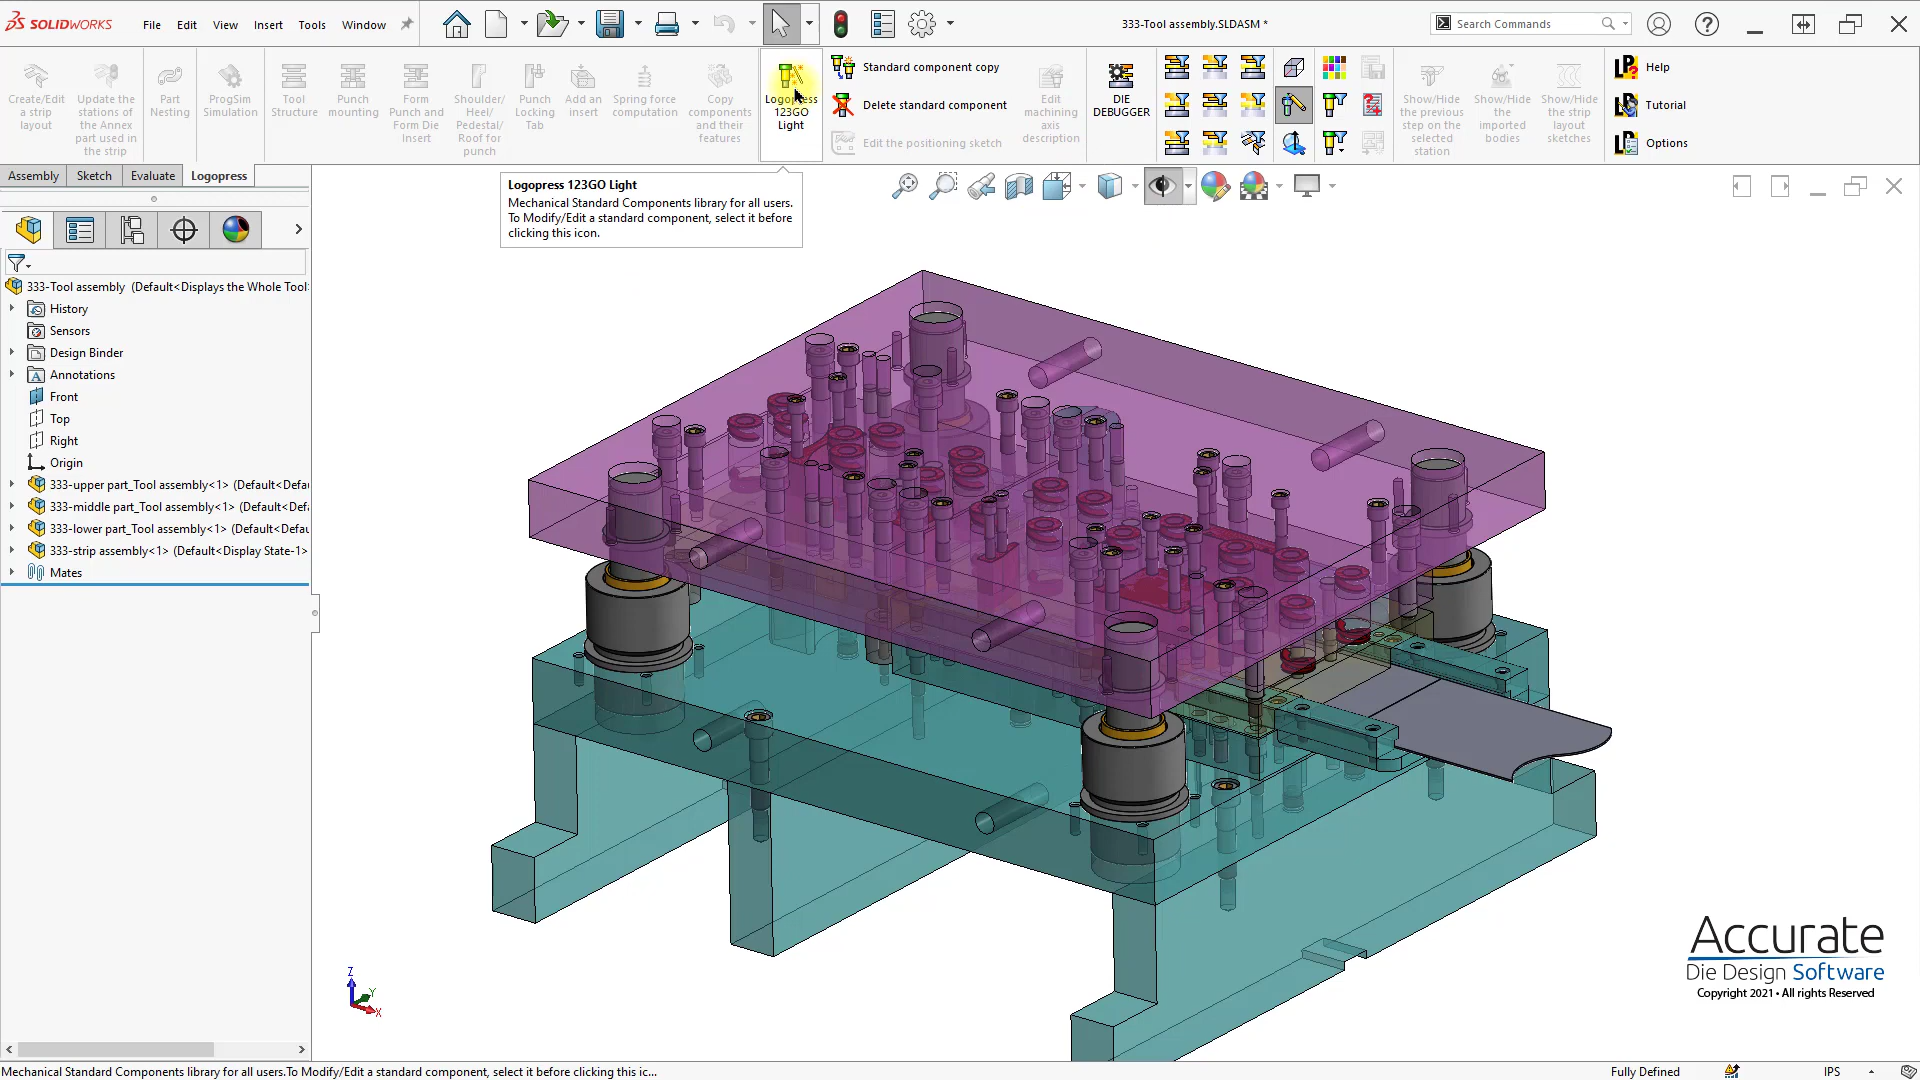 SOLIDWORKS
File
Edit
View
Insert
Tools
Window
333-Tool assembly.SLDASM *
Search Commands
Create/Edit
a strip
layout
Update the
stations of
the Annex
part used in
the strip
Part
Nesting
ProgSim
Simulation
Tool
Structure
Punch
mounting
Form
Punch and
Form Die
Insert
Shoulder/
Heel/
Pedestal/
Roof for
punch
Punch
Locking
Tab
Add an
insert
Spring force
computation
Copy
components
and their
features
Logopress
123GO
Light
Standard component copy
Delete standard component
Edit the positioning sketch
Edit
machining
axis
description
DIE
DEBUGGER
Show/Hide
the previous
step on the
selected
station
Show/Hide
the
imported
bodies
Show/Hide
the strip
layout
sketches
Help
Tutorial
Options
Assembly
Sketch
Evaluate
Logopress
Logopress 123GO Light
Mechanical Standard Components library for all users.
To Modify/Edit a standard component, select it before
clicking this icon.
333-Tool assembly (Default<Displays the Whole Tool
History
Sensors
Design Binder
Annotations
Front
Top
Right
Origin
333-upper part_Tool assembly<1> (Default<Defa
333-middle part_Tool assembly<1> (Default<Def
333-lower part_Tool assembly<1> (Default<Defau
333-strip assembly<1> (Default<Display State-1>
Mates
Z
Y
X
Accurate
Die Design Software
Copyright 2021 • All rights Reserved
Mechanical Standard Components library for all users.To Modify/Edit a standard component, select it before clicking this ic...
Fully Defined
IPS